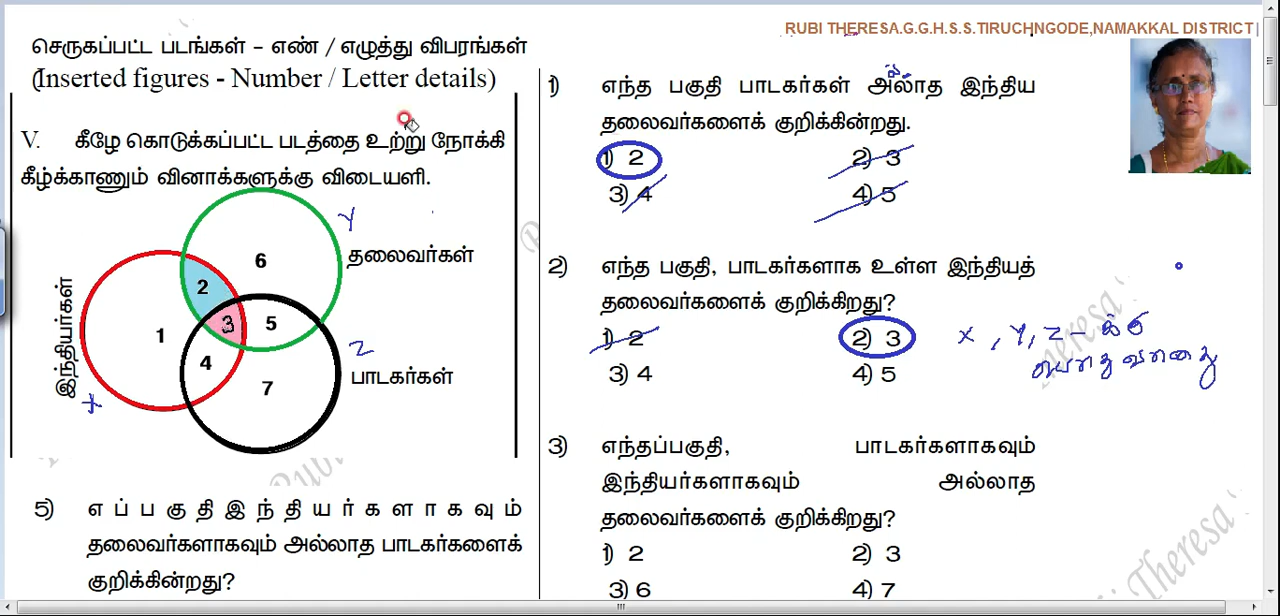 RUBI THERESA.G.G.H.S.S.TIRUCHNGODE,NAMAKKAL DISTRICT
செருகப்பட்ட படங்கள் – எண் / எழுத்து விபரங்கள்
(Inserted figures - Number / Letter details)
V. கீழே கொடுக்கப்பட்ட படத்தை உற்று நோக்கி
கீழ்க்காணும் வினாக்களுக்கு விடையளி.
Y
தலைவர்கள்
6
2
இந்தியர்கள்
1
3
5
Z
4
பாடகர்கள்
7
X
5) எப்பகுதி இந்தியர்களாகவும்
தலைவர்களாகவும் அல்லாத பாடகர்களைக்
குறிக்கின்றது?
1) எந்த பகுதி பாடகர்கள் அல்லாத இந்திய
தலைவர்களைக் குறிக்கின்றது.
1) 2 2) 3
3) 4 4) 5
2) எந்த பகுதி, பாடகர்களாக உள்ள இந்தியத்
தலைவர்களைக் குறிக்கிறது?
1) 2 2) 3
3) 4 4) 5
X, Y, Z - க்கு
பொதுவானது
3) எந்தப்பகுதி, பாடகர்களாகவும்
இந்தியர்களாகவும் அல்லாத
தலைவர்களைக் குறிக்கிறது?
1) 2 2) 3
3) 6 4) 7
Theresa
Rubi Theresa